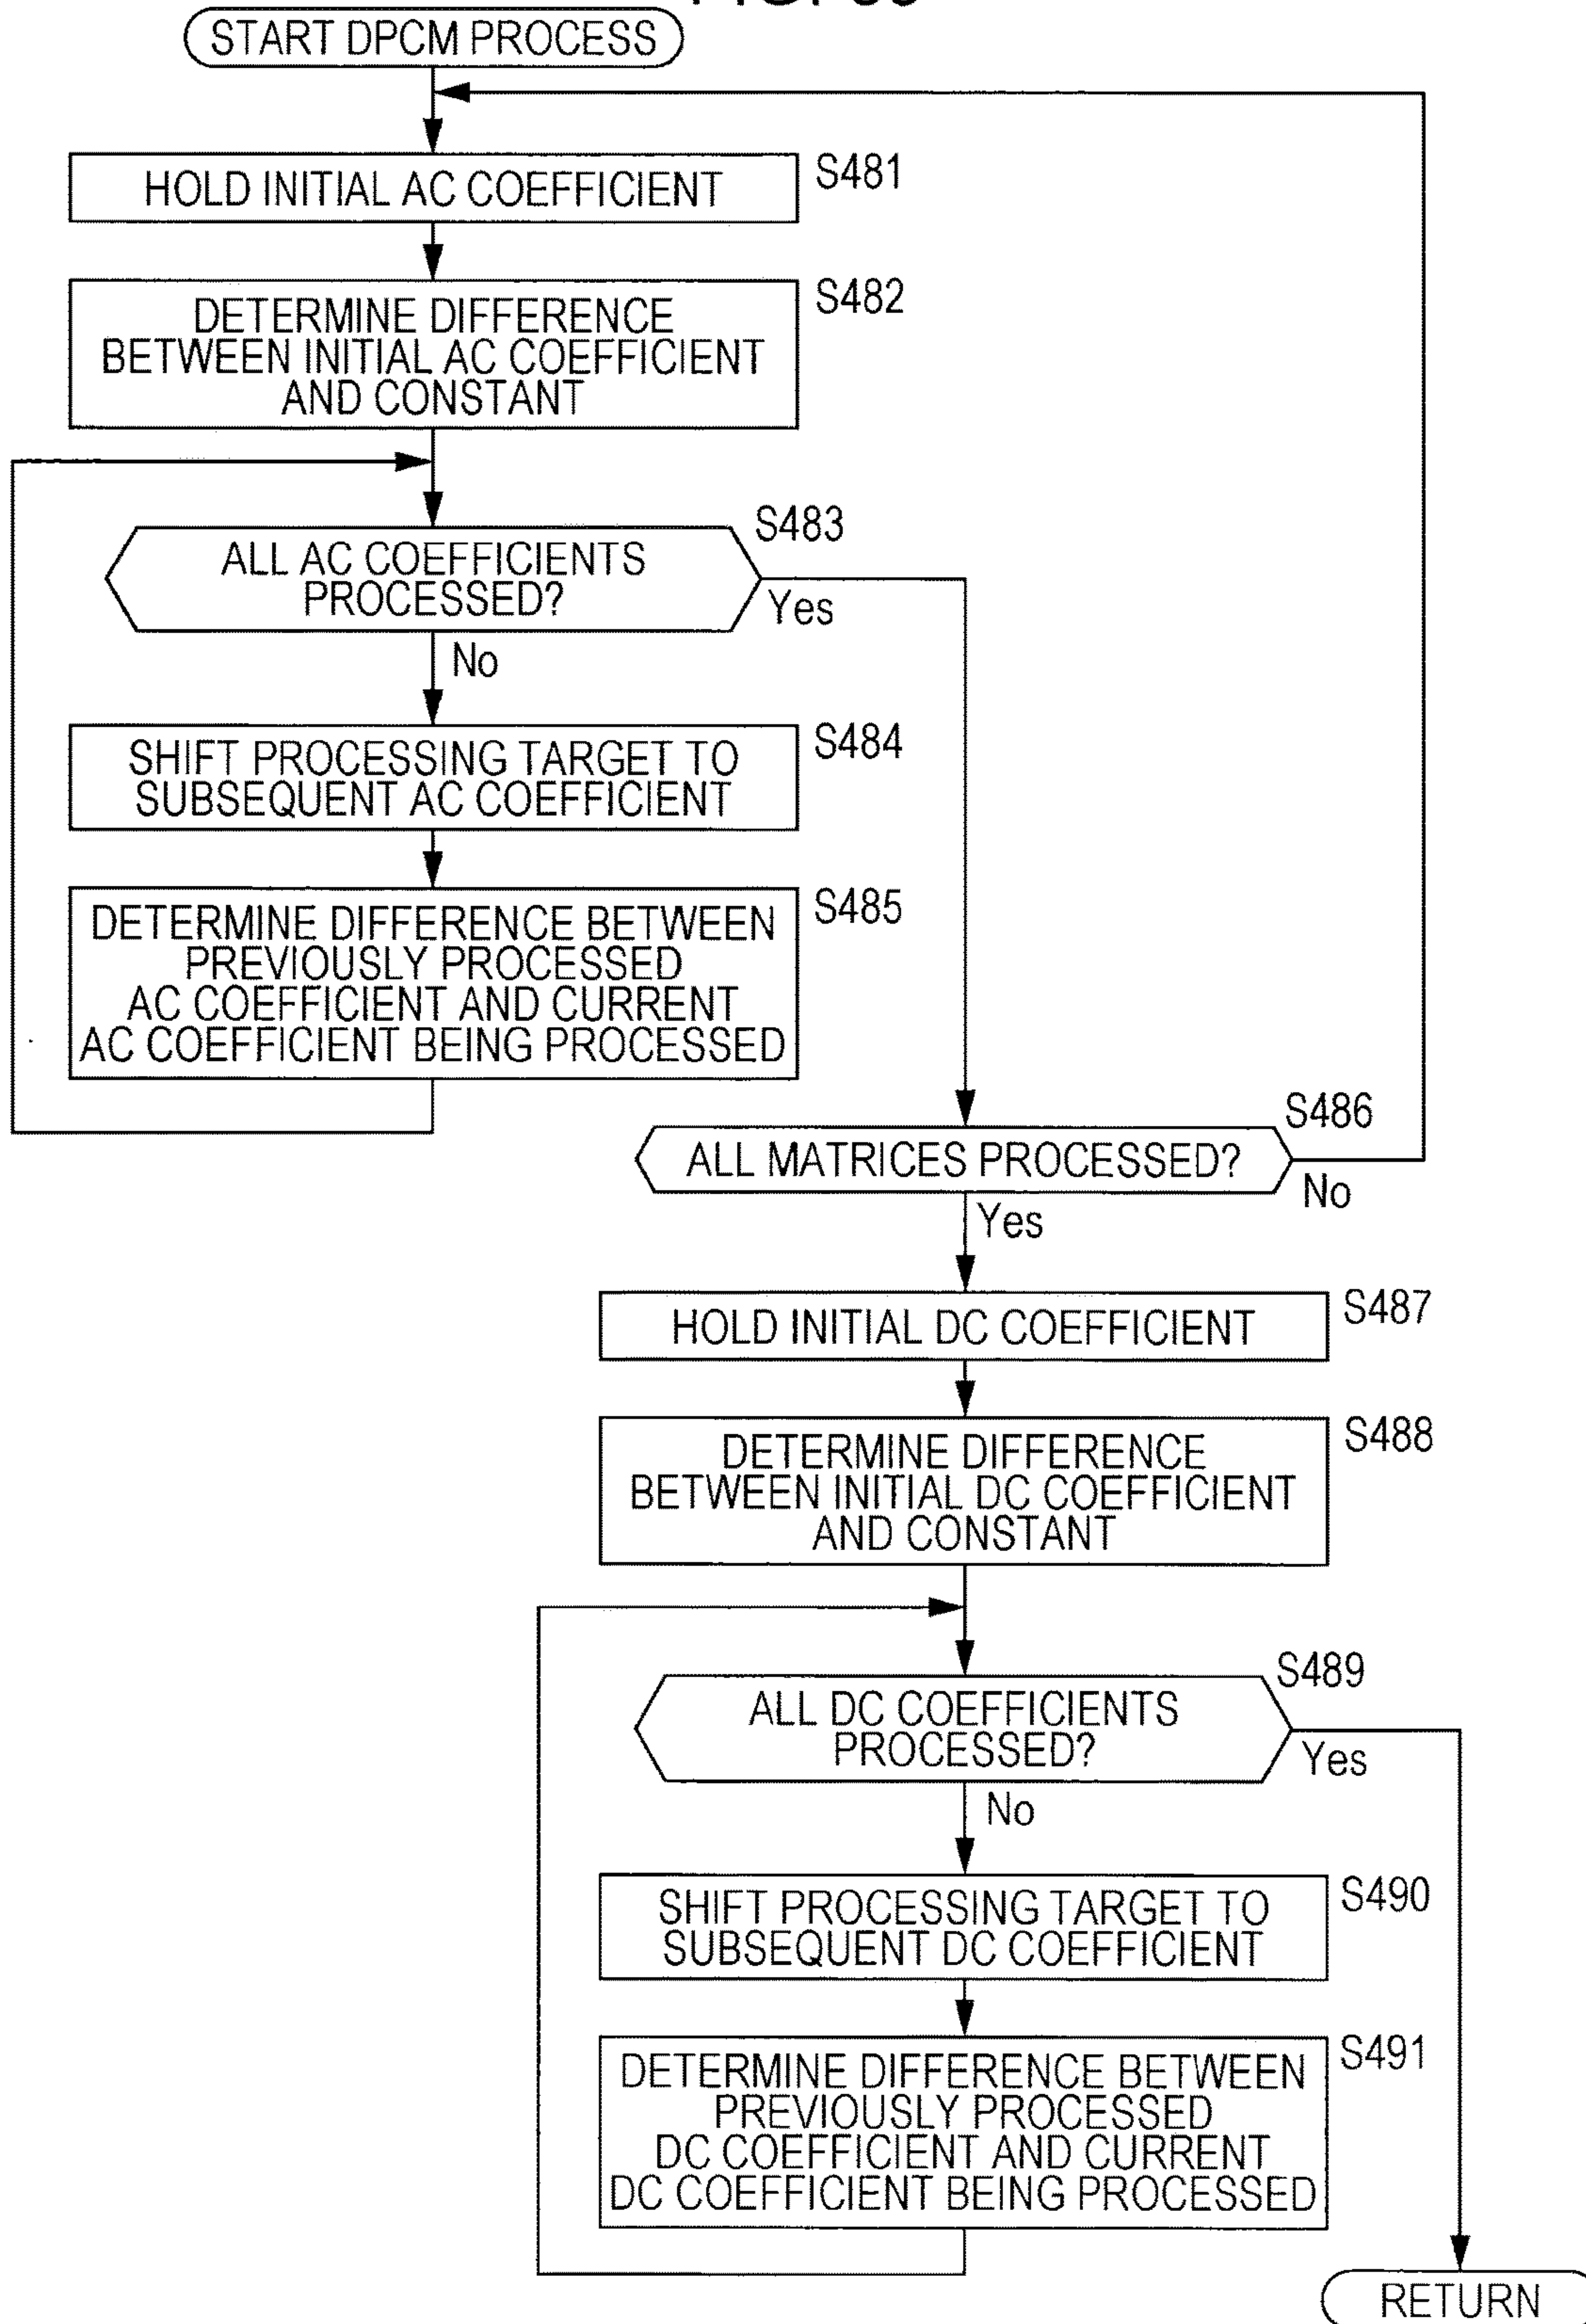 START DPCM PROCESS
HOLD INITIAL AC COEFFICIENT
S481
DETERMINE DIFFERENCE
BETWEEN INITIAL AC COEFFICIENT
AND CONSTANT
S482
ALL AC COEFFICIENTS
PROCESSED?
S483
Yes
No
SHIFT PROCESSING TARGET TO
SUBSEQUENT AC COEFFICIENT
S484
DETERMINE DIFFERENCE BETWEEN
PREVIOUSLY PROCESSED
AC COEFFICIENT AND CURRENT
AC COEFFICIENT BEING PROCESSED
S485
ALL MATRICES PROCESSED?
S486
No
Yes
HOLD INITIAL DC COEFFICIENT
S487
DETERMINE DIFFERENCE
BETWEEN INITIAL DC COEFFICIENT
AND CONSTANT
S488
ALL DC COEFFICIENTS
PROCESSED?
S489
Yes
No
SHIFT PROCESSING TARGET TO
SUBSEQUENT DC COEFFICIENT
S490
DETERMINE DIFFERENCE BETWEEN
PREVIOUSLY PROCESSED
DC COEFFICIENT AND CURRENT
DC COEFFICIENT BEING PROCESSED
S491
RETURN